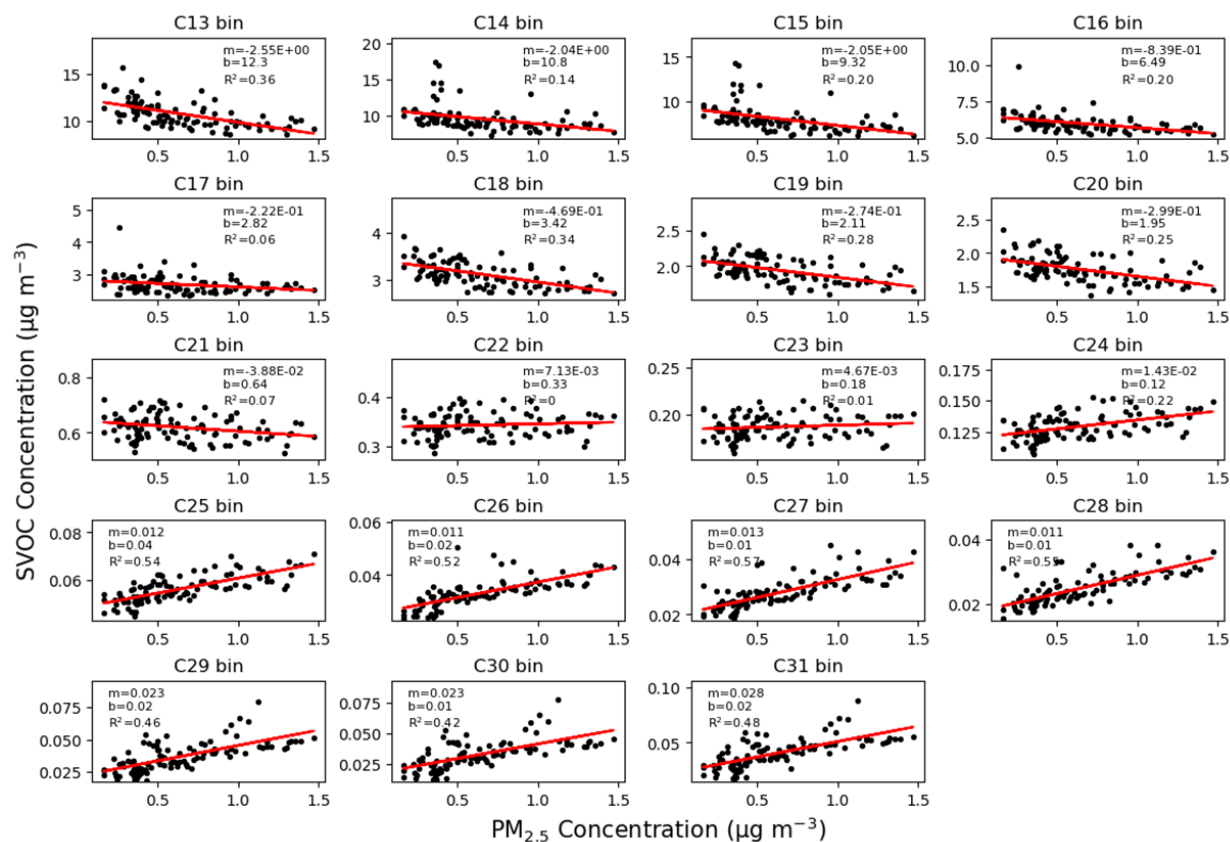 C13 bin
C14 bin
C15 bin
C16 bin
m=-2.55E+00
b=12.3
R²=0.36
m=-2.04E+00
b=10.8
R²=0.14
m=-2.05E+00
b=9.32
R²=0.20
m=-8.39E-01
b=6.49
R²=0.20
15
10
20
15
10
15
10
10.0
7.5
5.0
0.5 1.0 1.5
0.5 1.0 1.5
0.5 1.0 1.5
0.5 1.0 1.5
C17 bin
C18 bin
C19 bin
C20 bin
m=-2.22E-01
b=2.82
R²=0.06
m=-4.69E-01
b=3.42
R²=0.34
m=-2.74E-01
b=2.11
R²=0.28
m=-2.99E-01
b=1.95
R²=0.25
5
4
3
4
3
2.5
2.0
2.5
2.0
1.5
0.5 1.0 1.5
0.5 1.0 1.5
0.5 1.0 1.5
0.5 1.0 1.5
SVOC Concentration (μg m⁻³)
C21 bin
C22 bin
C23 bin
C24 bin
m=-3.88E-02
b=0.64
R²=0.07
m=7.13E-03
b=0.33
R²=0
m=4.67E-03
b=0.18
R²=0.01
m=1.43E-02
b=0.12
R²=0.22
0.8
0.6
0.4
0.3
0.25
0.20
0.175
0.150
0.125
0.5 1.0 1.5
0.5 1.0 1.5
0.5 1.0 1.5
0.5 1.0 1.5
C25 bin
C26 bin
C27 bin
C28 bin
m=0.012
b=0.04
R²=0.54
m=0.011
b=0.02
R²=0.52
m=0.013
b=0.01
R²=0.57
m=0.011
b=0.01
R²=0.55
0.08
0.06
0.06
0.04
0.04
0.02
0.04
0.02
0.5 1.0 1.5
0.5 1.0 1.5
0.5 1.0 1.5
0.5 1.0 1.5
C29 bin
C30 bin
C31 bin
m=0.023
b=0.02
R²=0.46
m=0.023
b=0.01
R²=0.42
m=0.028
b=0.02
R²=0.48
0.075
0.050
0.025
0.075
0.050
0.025
0.10
0.05
0.5 1.0 1.5
0.5 1.0 1.5
0.5 1.0 1.5
PM₂.₅ Concentration (μg m⁻³)